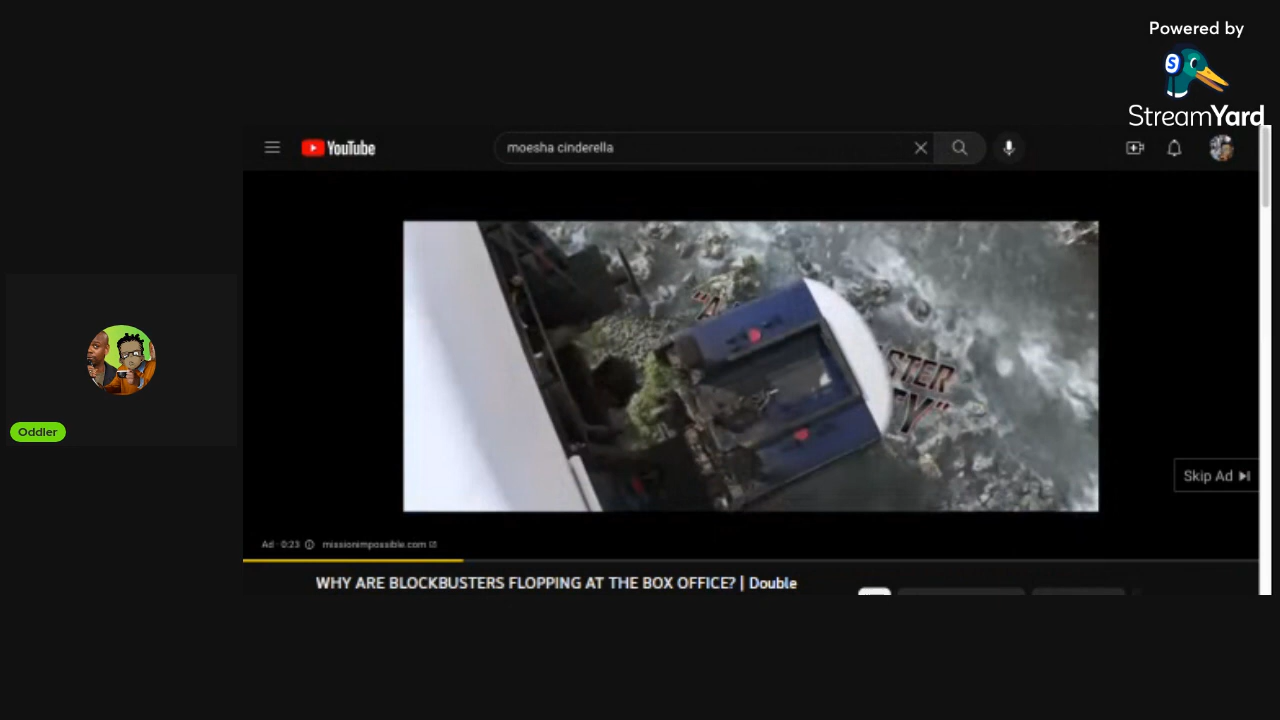 Powered by
StreamYard
YouTube
moesha cinderella
Skip Ad
Ad · 0:23
missionimpossible.com
WHY ARE BLOCKBUSTERS FLOPPING AT THE BOX OFFICE? | Double
Oddler